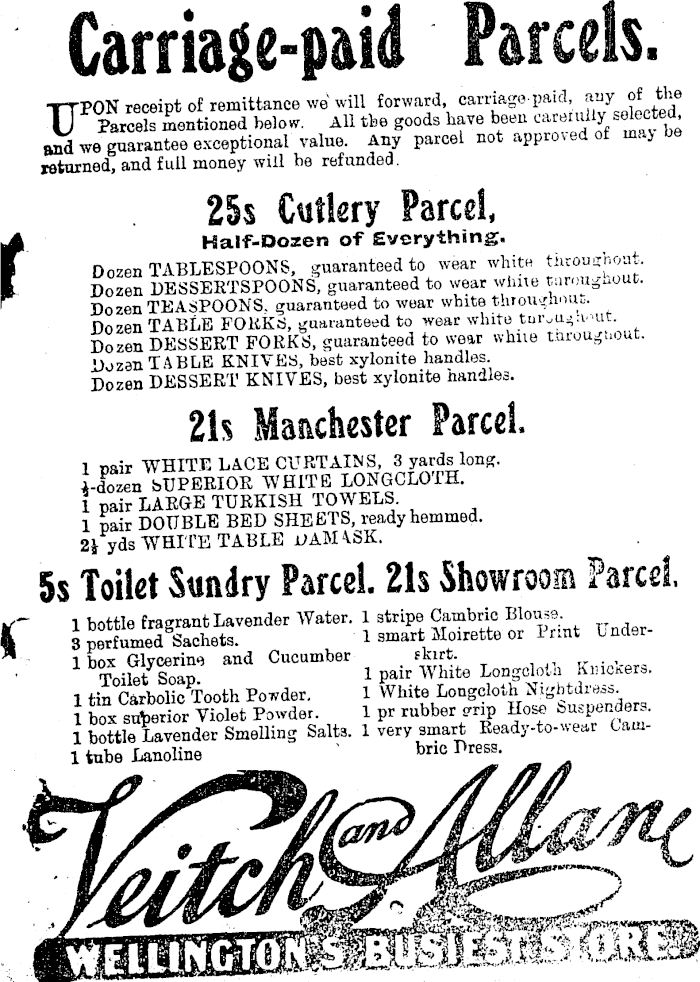 Carriage-paid Parcels.
UPON receipt of remittance we will forward, carriage-paid, any of the
Parcels mentioned below. All the goods have been carefully selected,
and we guarantee exceptional value. Any parcel not approved of may be
returned, and full money will be refunded.
25s Cutlery Parcel,
Half-Dozen of Everything.
Dozen TABLESPOONS, guaranteed to wear white throughout.
Dozen DESSERTSPOONS, guaranteed to wear white throughout.
Dozen TEASPOONS, guaranteed to wear white throughout.
Dozen TABLE FORKS, guaranteed to wear white throughout.
Dozen DESSERT FORKS, guaranteed to wear white throughout.
Dozen TABLE KNIVES, best xylonite handles.
Dozen DESSERT KNIVES, best xylonite handles.
21s Manchester Parcel.
1 pair WHITE LACE CURTAINS, 3 yards long.
½-dozen SUPERIOR WHITE LONGCLOTH.
1 pair LARGE TURKISH TOWELS.
1 pair DOUBLE BED SHEETS, ready hemmed.
2½ yds WHITE TABLE DAMASK.
5s Toilet Sundry Parcel.
1 bottle fragrant Lavender Water.
3 perfumed Sachets.
1 box Glycerine and Cucumber
Toilet Soap.
1 tin Carbolic Tooth Powder.
1 box superior Violet Powder.
1 bottle Lavender Smelling Salts.
1 tube Lanoline
21s Showroom Parcel.
1 stripe Cambric Blouse.
1 smart Moirette or Print Under-
skirt.
1 pair White Longcloth Knickers.
1 White Longcloth Nightdress.
1 pr rubber grip Hose Suspenders.
1 very smart Ready-to-wear Cam-
bric Dress.
Veitch and Allan
WELLINGTON'S BUSIEST STORE